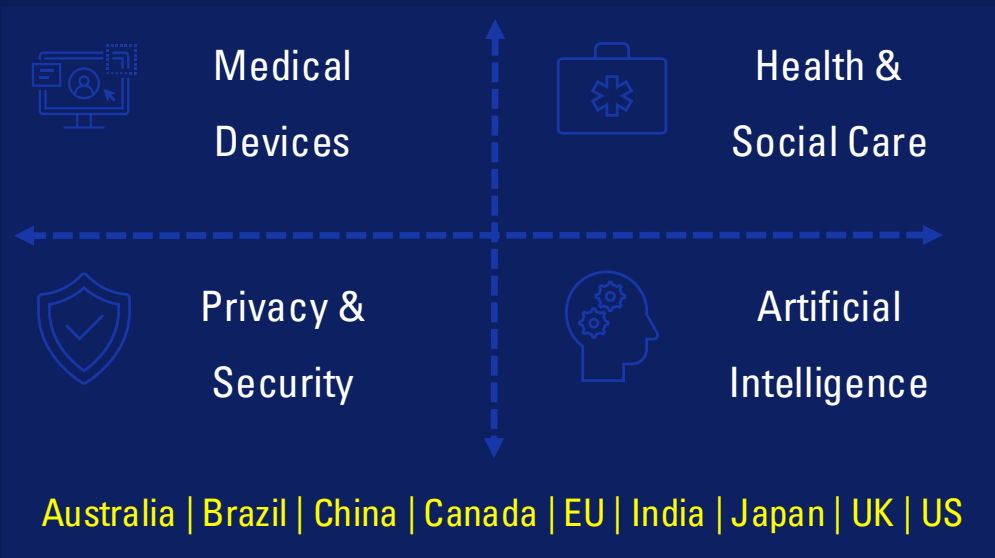 Medical
Devices
Health &
Social Care
Privacy &
Security
Artificial
Intelligence
Australia | Brazil | China | Canada | EU | India | Japan | UK | US